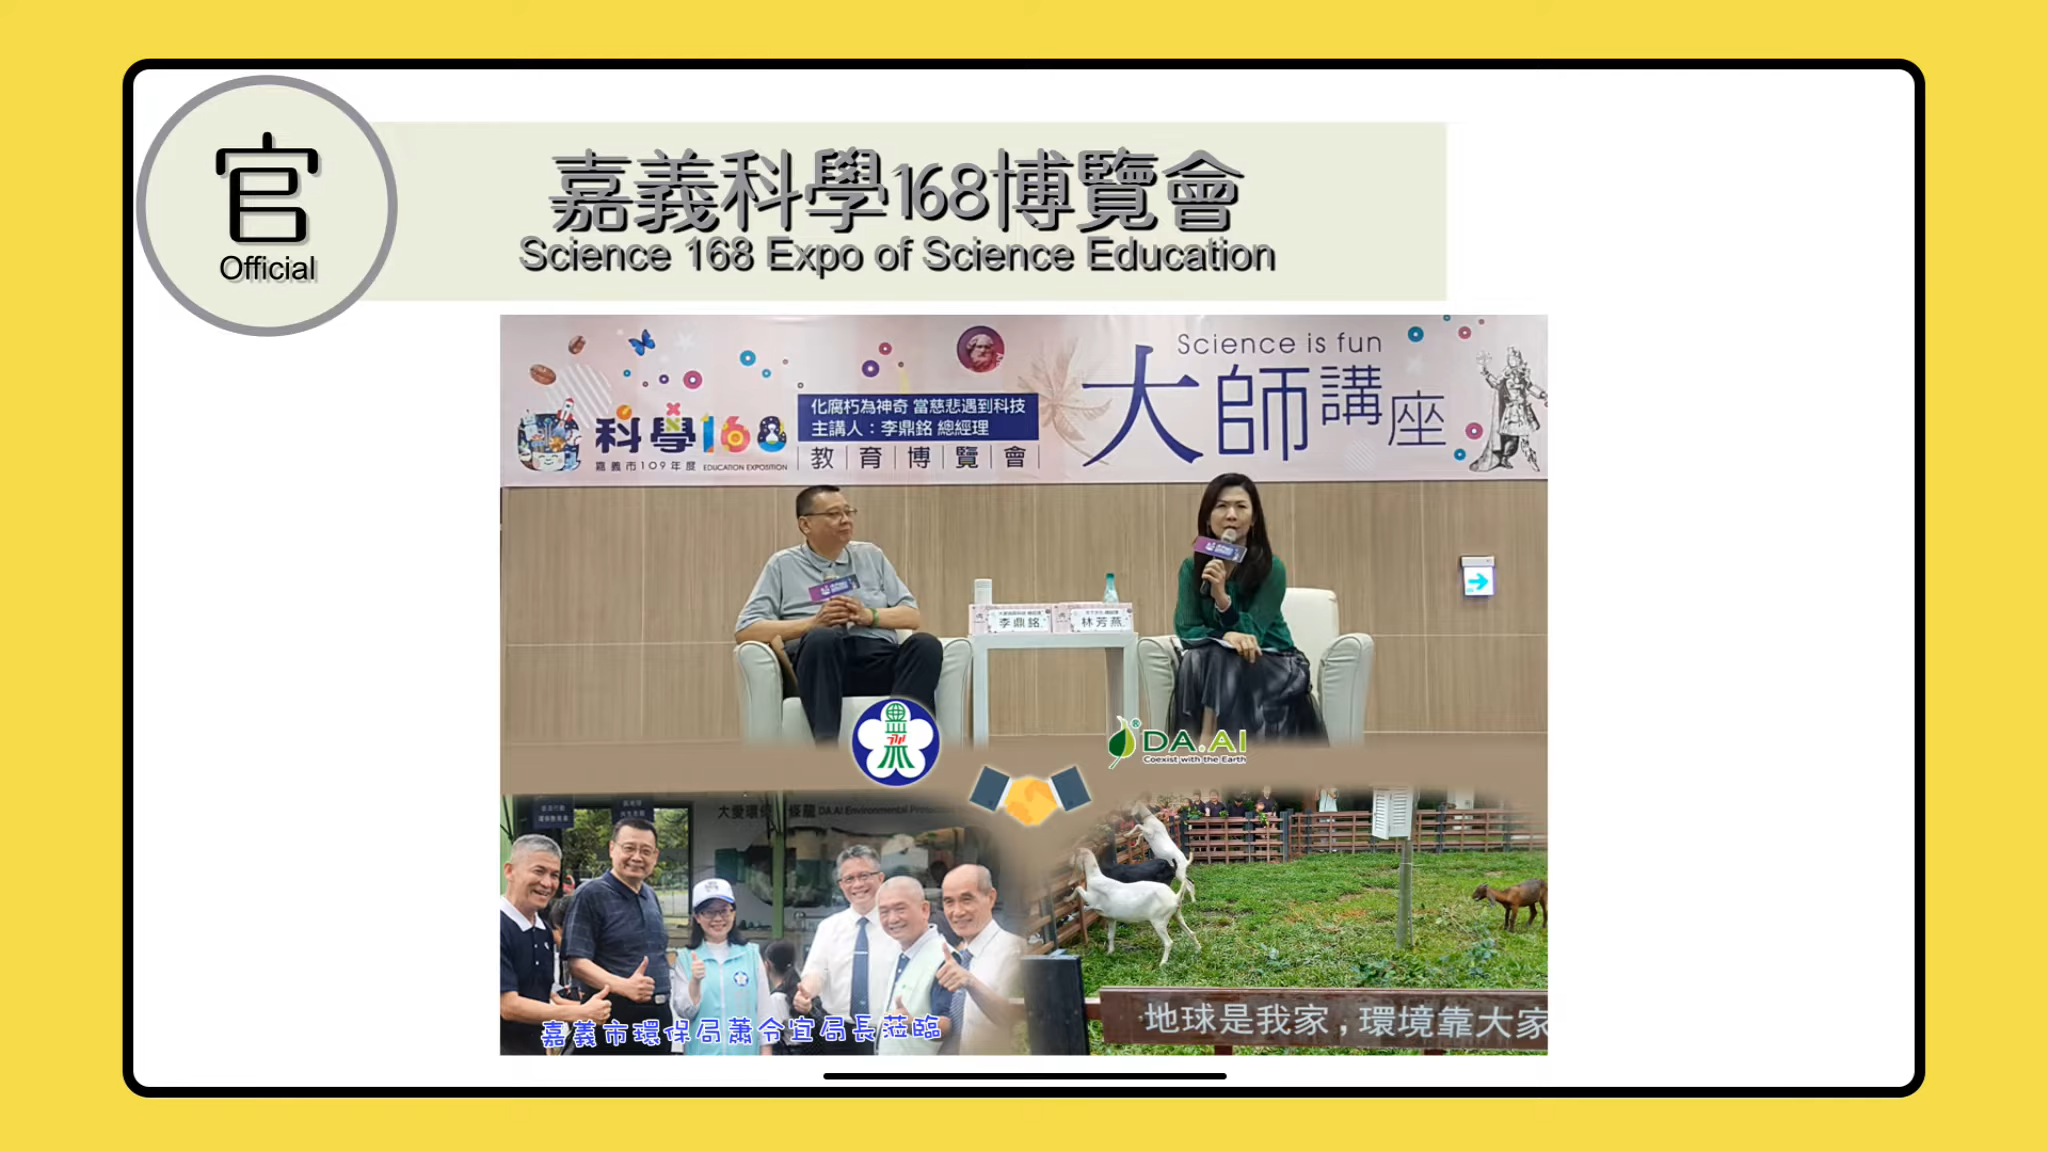 官
Official
嘉義科學168博覽會
Science 168 Expo of Science Education
Science is fun
大師講座
化腐朽為神奇 當慈悲遇到科技
主講人：李鼎銘 總經理
科學168
嘉義市109年度 EDUCATION EXPOSITION
教育博覽會
李鼎銘
林芳燕
DA.AI®
Coexist with the Earth
DA AI Environmental
嘉義市環保局蕭令宜局長蒞臨
地球是我家，環境靠大家